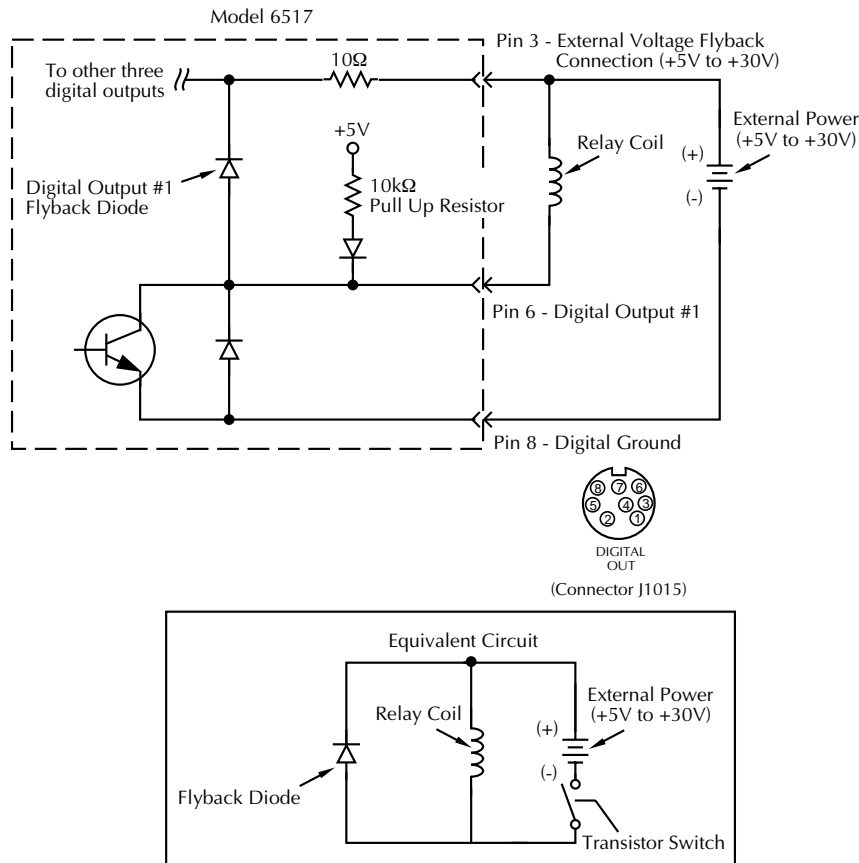 Model 6517
Pin 3 - External Voltage Flyback
Connection (+5V to +30V)
To other three
digital outputs
10Ω
+5V
External Power
(+5V to +30V)
Relay Coil
(+)
(-)
Digital Output #1
Flyback Diode
10kΩ
Pull Up Resistor
Pin 6 - Digital Output #1
Pin 8 - Digital Ground
8 7 6
5 4 3
2 1
DIGITAL
OUT
(Connector J1015)
Equivalent Circuit
Relay Coil
External Power
(+5V to +30V)
(+)
(-)
Flyback Diode
Transistor Switch